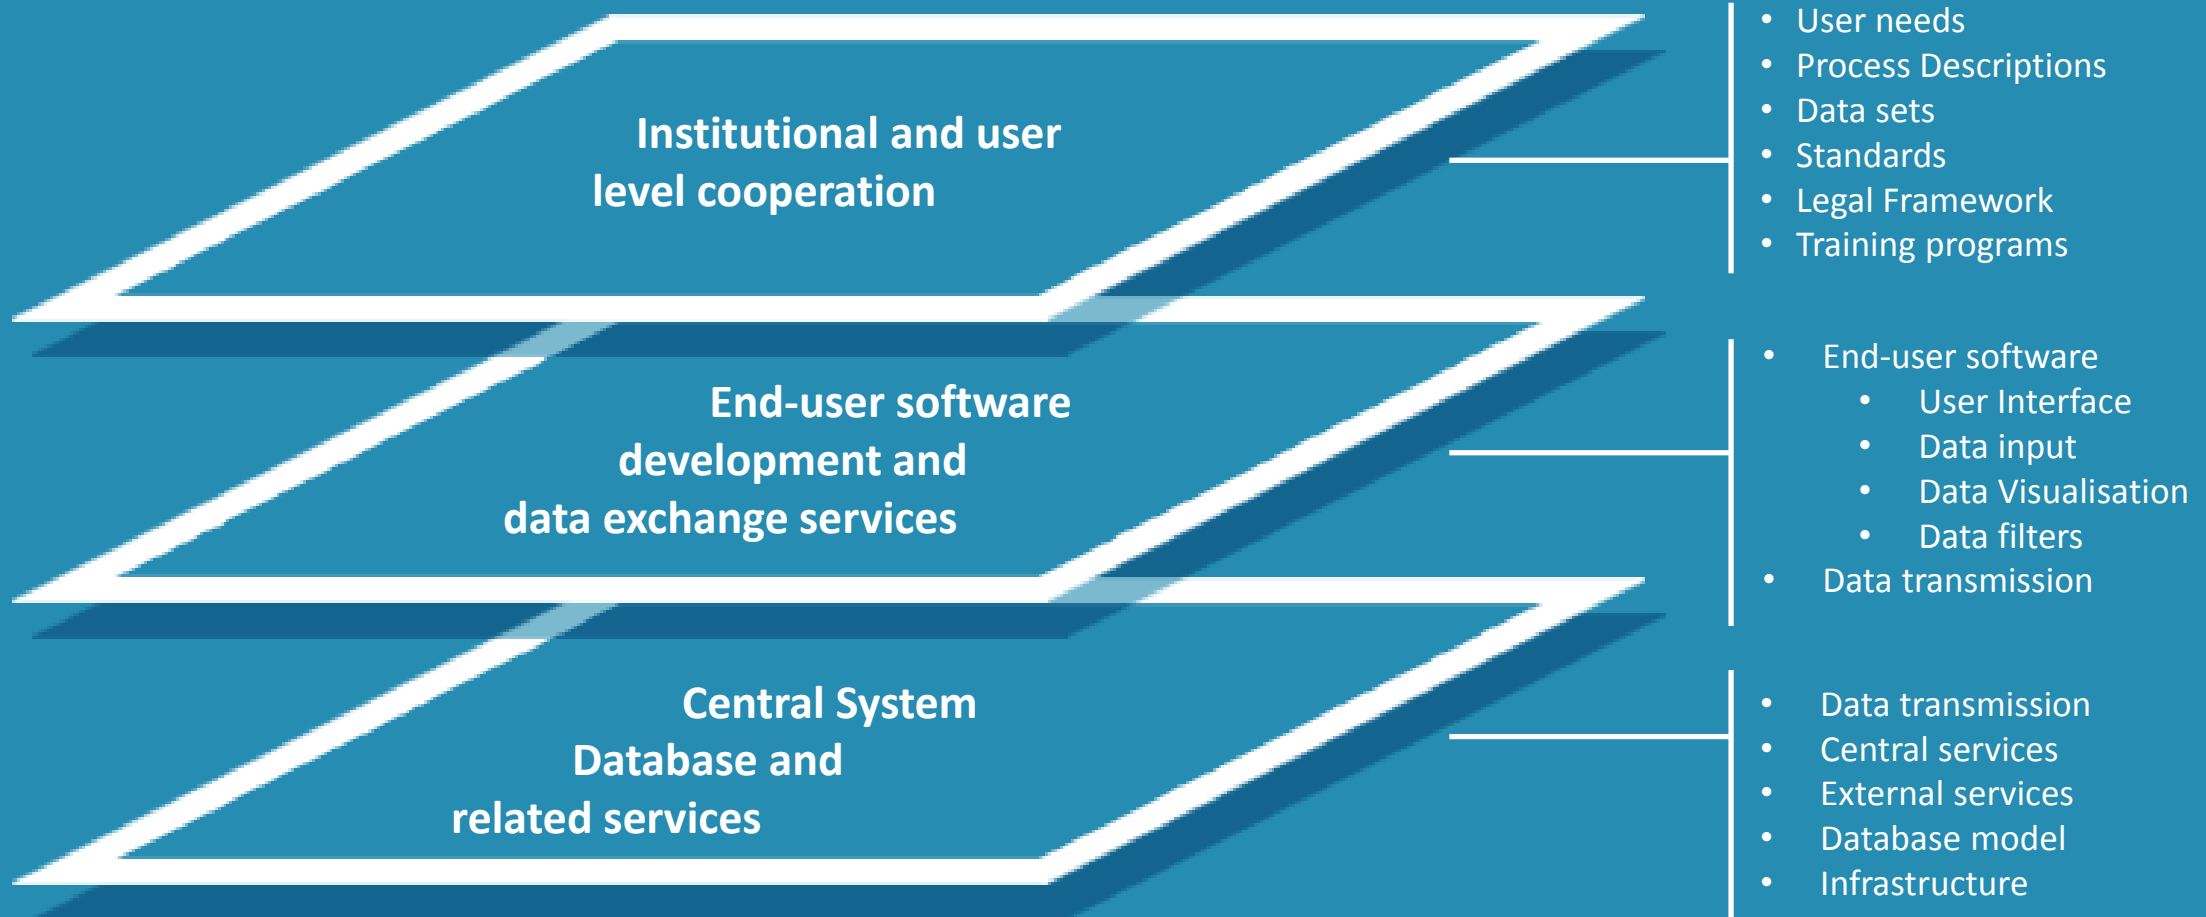 Institutional and user
level cooperation
• User needs
• Process Descriptions
• Data sets
• Standards
• Legal Framework
• Training programs
End-user software
development and
data exchange services
• End-user software
• User Interface
• Data input
• Data Visualisation
• Data filters
• Data transmission
Central System
Database and
related services
• Data transmission
• Central services
• External services
• Database model
• Infrastructure